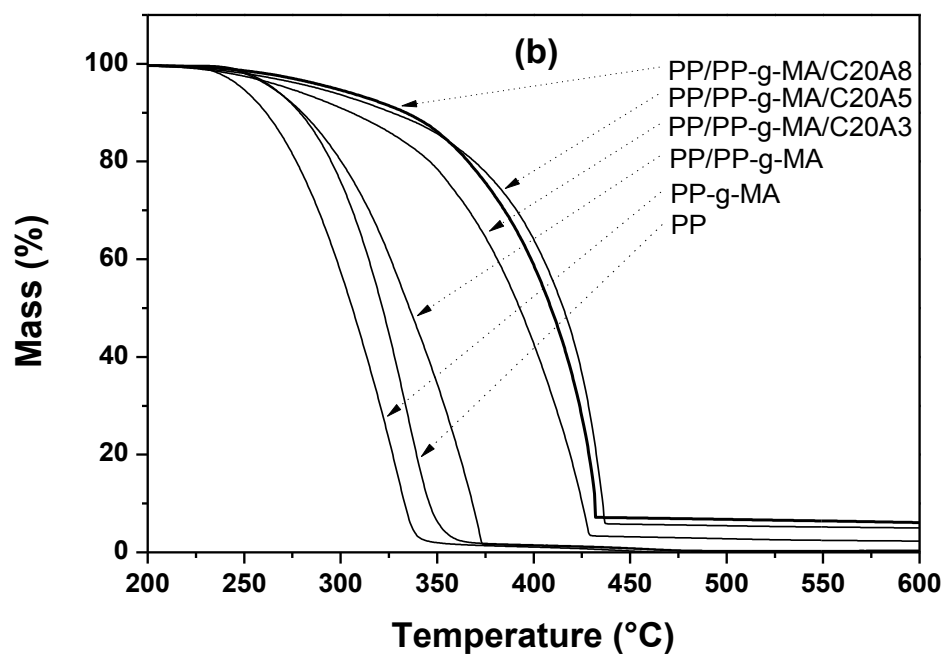 (b)
PP/PP-g-MA/C20A8
PP/PP-g-MA/C20A5
PP/PP-g-MA/C20A3
PP/PP-g-MA
PP-g-MA
PP
Mass (%)
100
80
60
40
20
0
200 250 300 350 400 450 500 550 600
Temperature (°C)